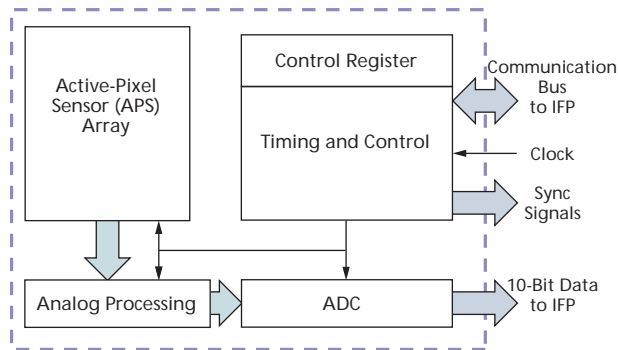 Active-Pixel
Sensor (APS)
Array
Control Register
Timing and Control
Communication
Bus
to IFP
Clock
Sync
Signals
Analog Processing
ADC
10-Bit Data
to IFP